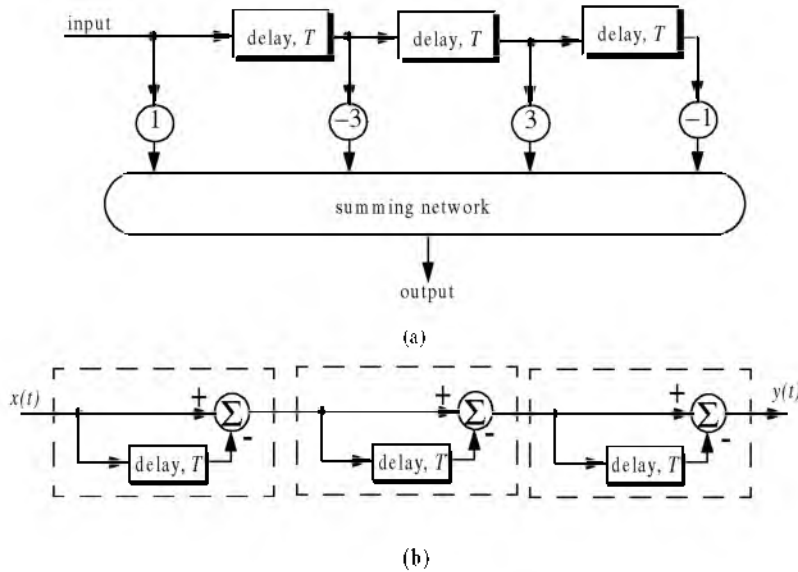 input
delay, T
delay, T
delay, T
1
−3
3
−1
summing network
output
(a)
x(t)
+
Σ
-
delay, T
+
Σ
-
delay, T
+
Σ
-
delay, T
y(t)
(b)